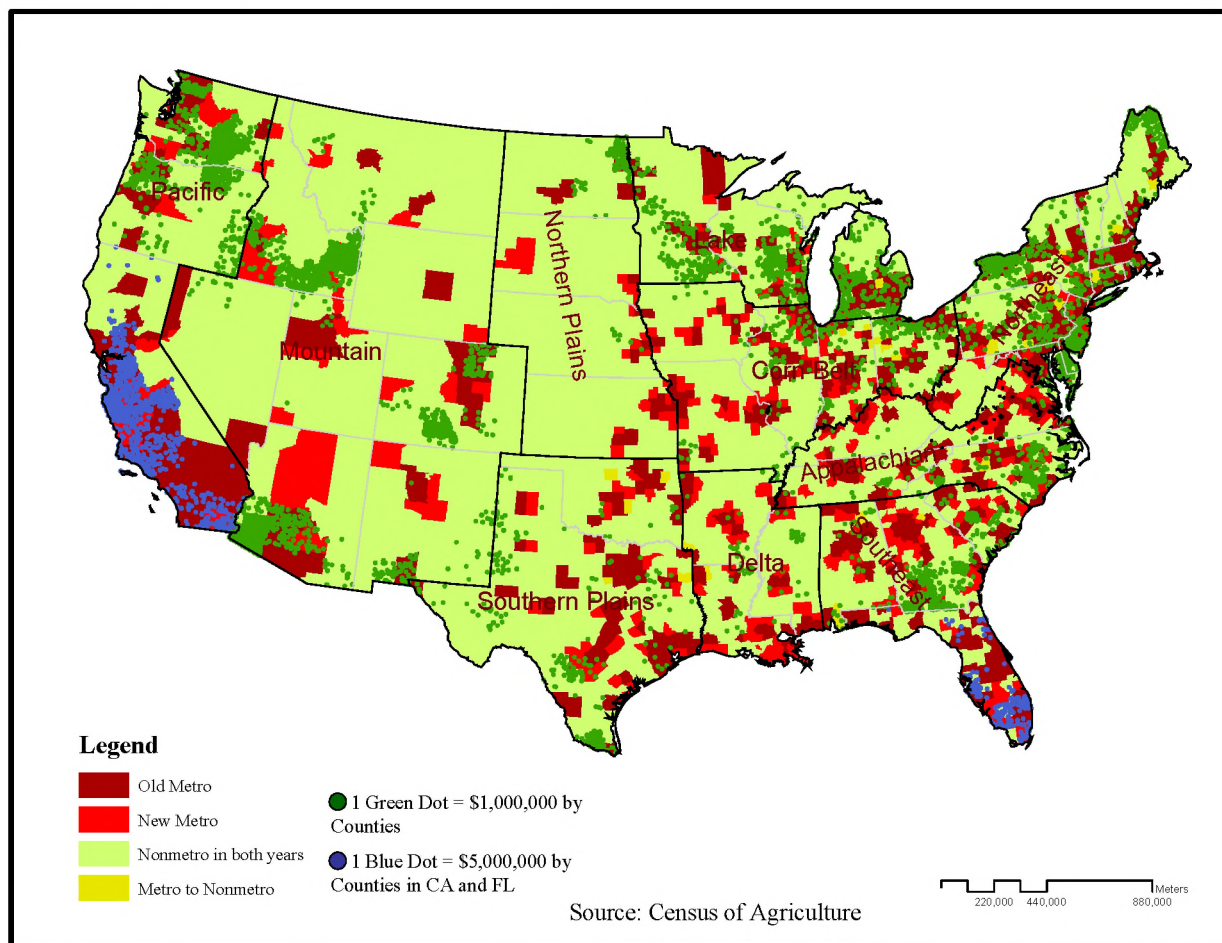 Pacific
Northern Plains
Lake
Northeast
Mountain
Corn Belt
Appalachian
Southeast
Delta
Southern Plains
Legend
Old Metro
New Metro
Nonmetro in both years
Metro to Nonmetro
1 Green Dot = $1,000,000 by
Counties
1 Blue Dot = $5,000,000 by
Counties in CA and FL
Source: Census of Agriculture
Meters
220,000 440,000 880,000